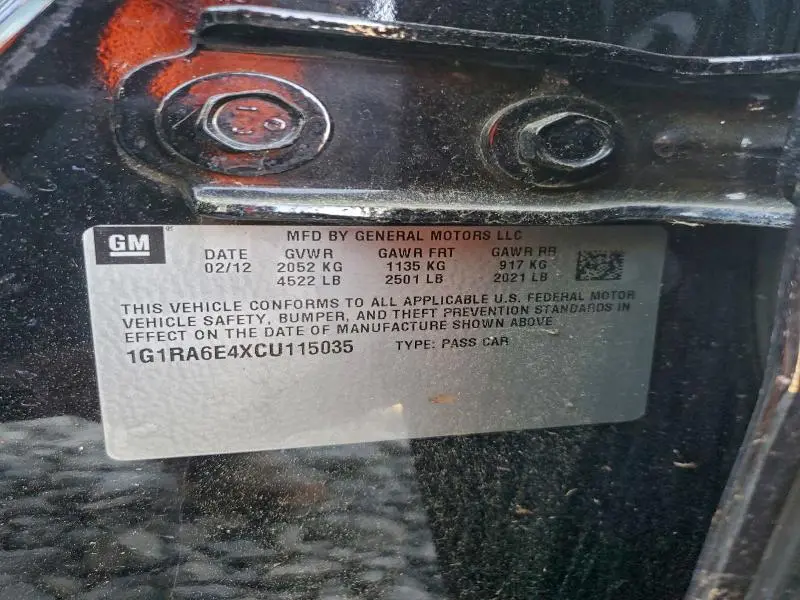 GM
MFD BY GENERAL MOTORS LLC
DATE GVWR GAWR FRT GAWR RR
02/12 2052 KG 1135 KG 917 KG
4522 LB 2501 LB 2021 LB
THIS VEHICLE CONFORMS TO ALL APPLICABLE U.S. FEDERAL MOTOR
VEHICLE SAFETY, BUMPER, AND THEFT PREVENTION STANDARDS IN
EFFECT ON THE DATE OF MANUFACTURE SHOWN ABOVE
1G1RA6E4XCU115035 TYPE: PASS CAR